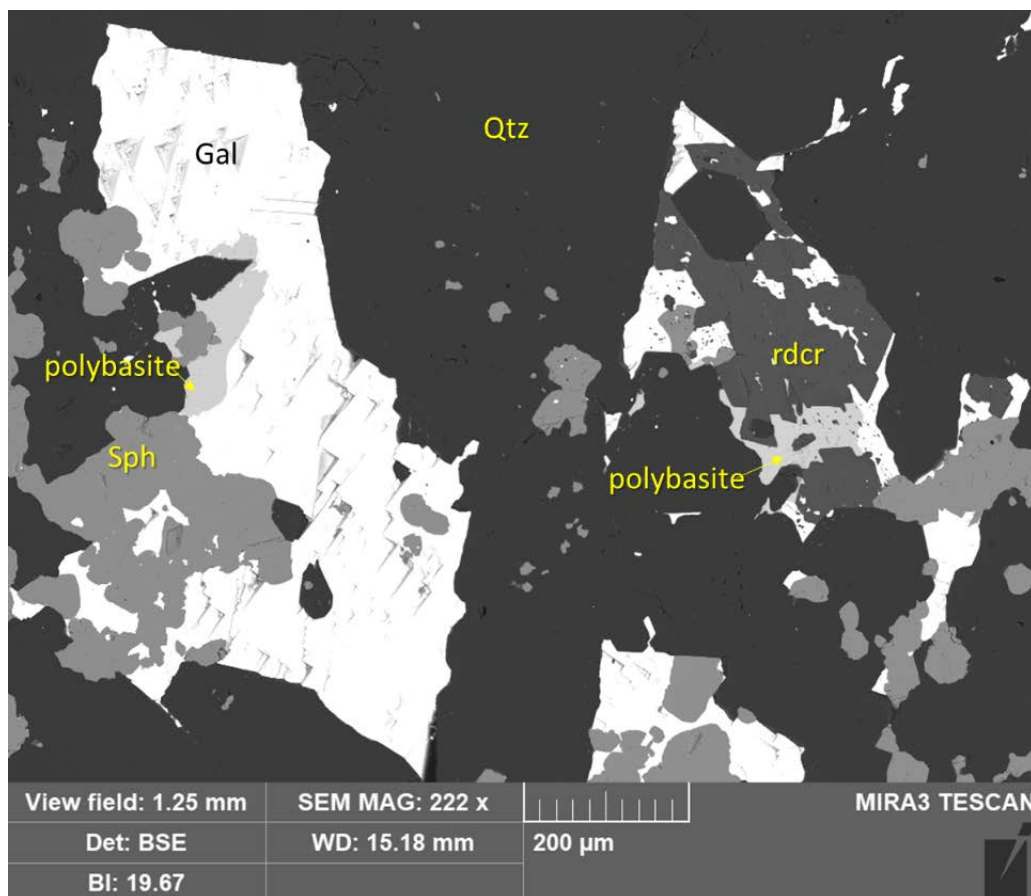 Qtz
Gal
polybasite
rdcr
Sph
polybasite
View field: 1.25 mm
SEM MAG: 222 x
MIRA3 TESCAN
Det: BSE
WD: 15.18 mm
200 µm
BI: 19.67